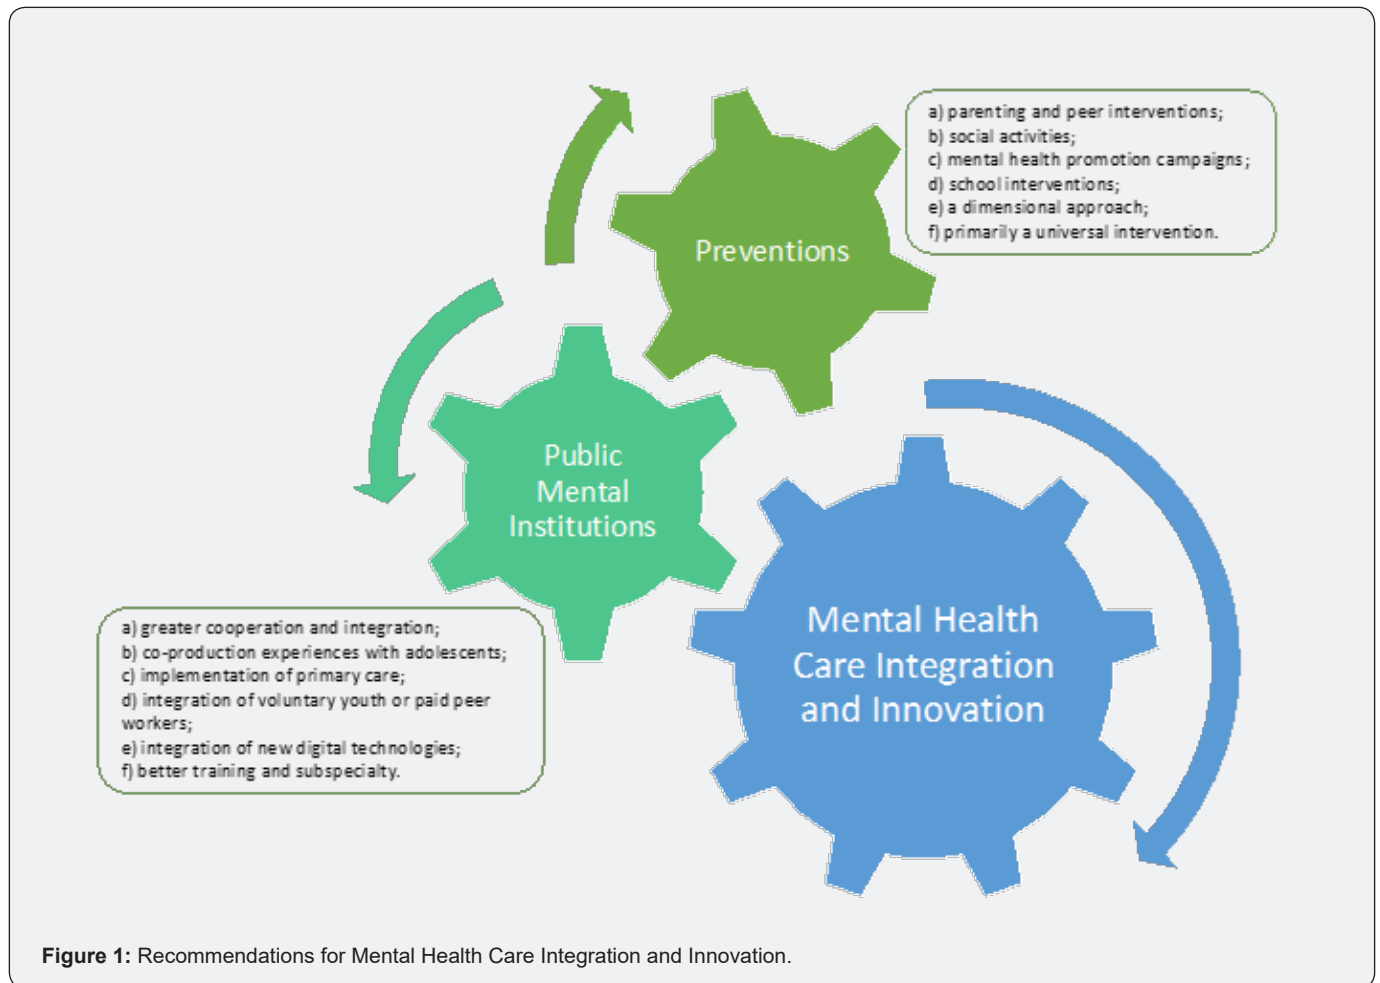 a) parenting and peer interventions;
b) social activities;
c) mental health promotion campaigns;
d) school interventions;
e) a dimensional approach;
f) primarily a universal intervention.
Preventions
Public
Mental
Institutions
a) greater cooperation and integration;
b) co-production experiences with adolescents;
c) implementation of primary care;
d) integration of voluntary youth or paid peer
workers;
e) integration of new digital technologies;
f) better training and subspecialty.
Mental Health
Care Integration
and Innovation
Figure 1: Recommendations for Mental Health Care Integration and Innovation.